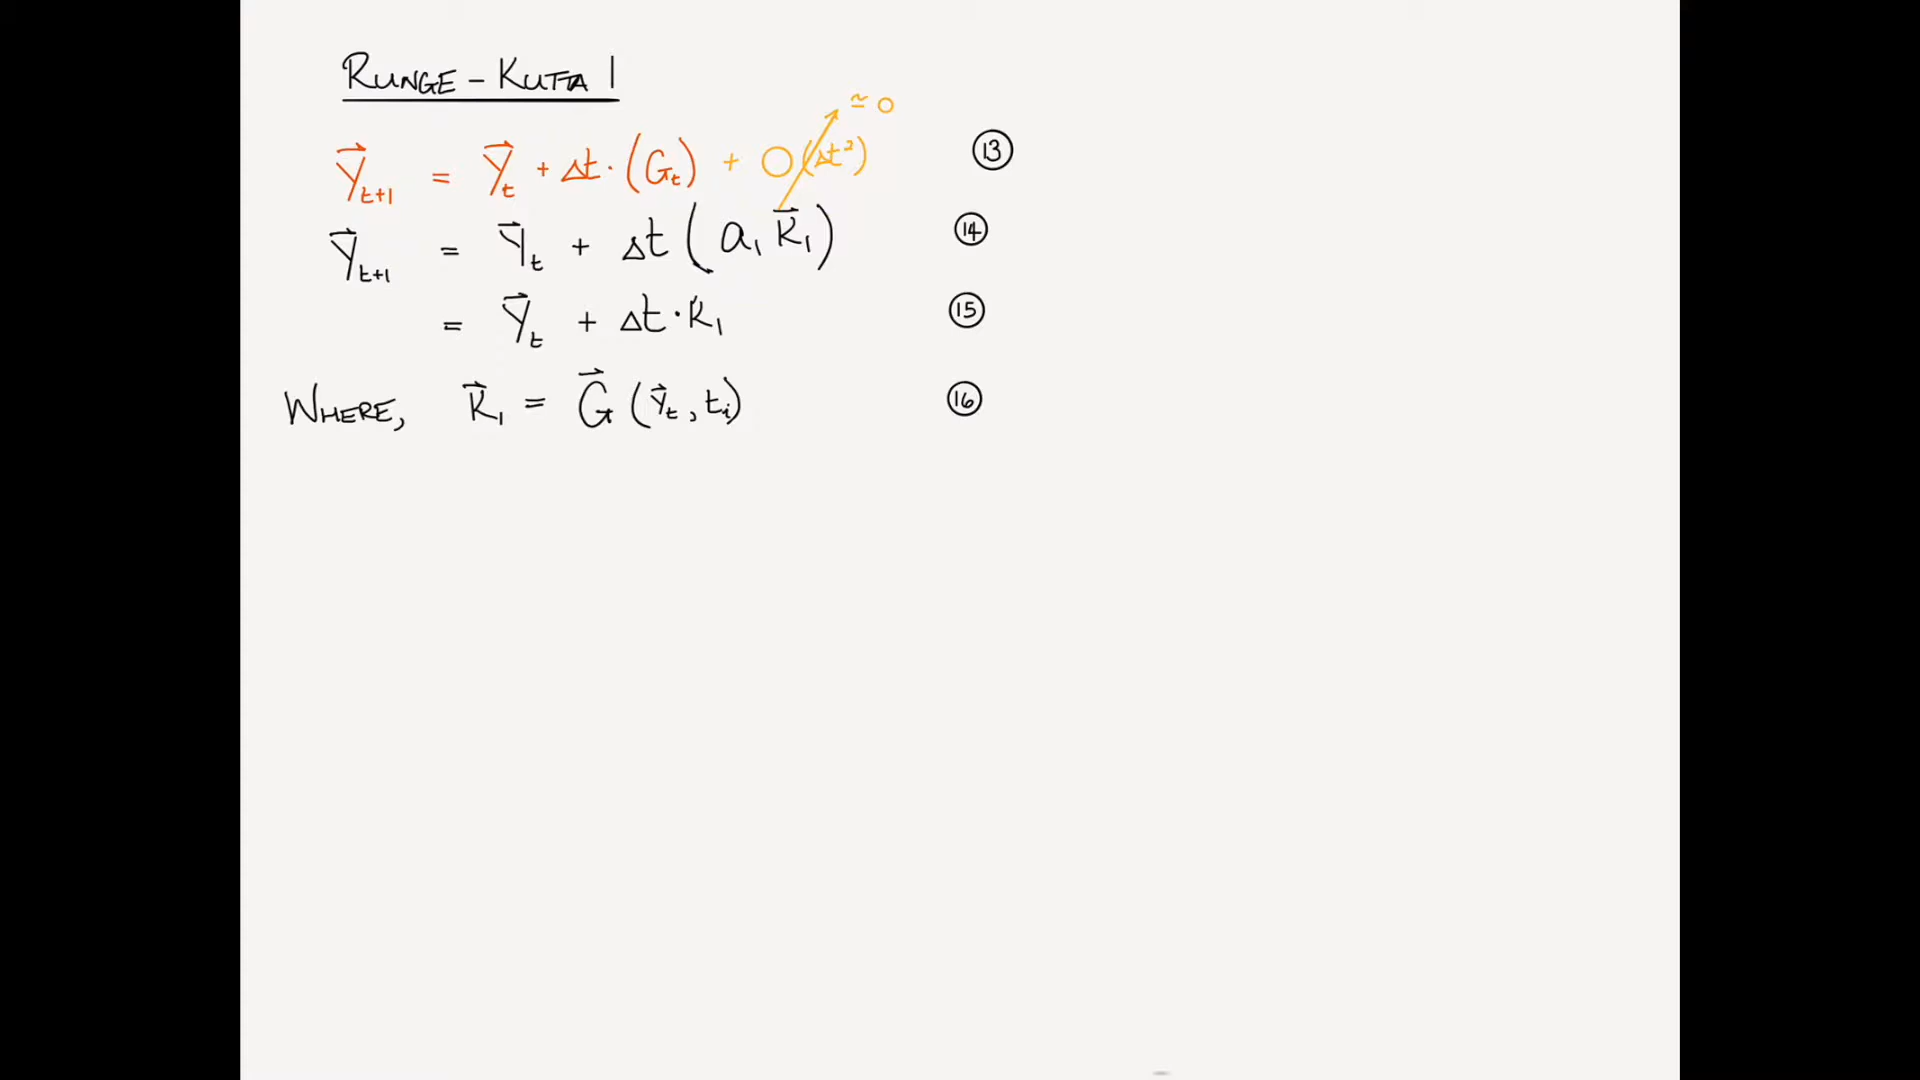 RUNGE-KUTTA 1
≃ 0
Y⃗ₜ₊₁ = Y⃗ₜ + Δt·(Gₜ) + O(Δt²) ⑬
Y⃗ₜ₊₁ = Y⃗ₜ + Δt(a₁K⃗₁) ⑭
= Y⃗ₜ + Δt·K₁ ⑮
WHERE, K⃗₁ = G⃗(y⃗ₜ, tᵢ) ⑯